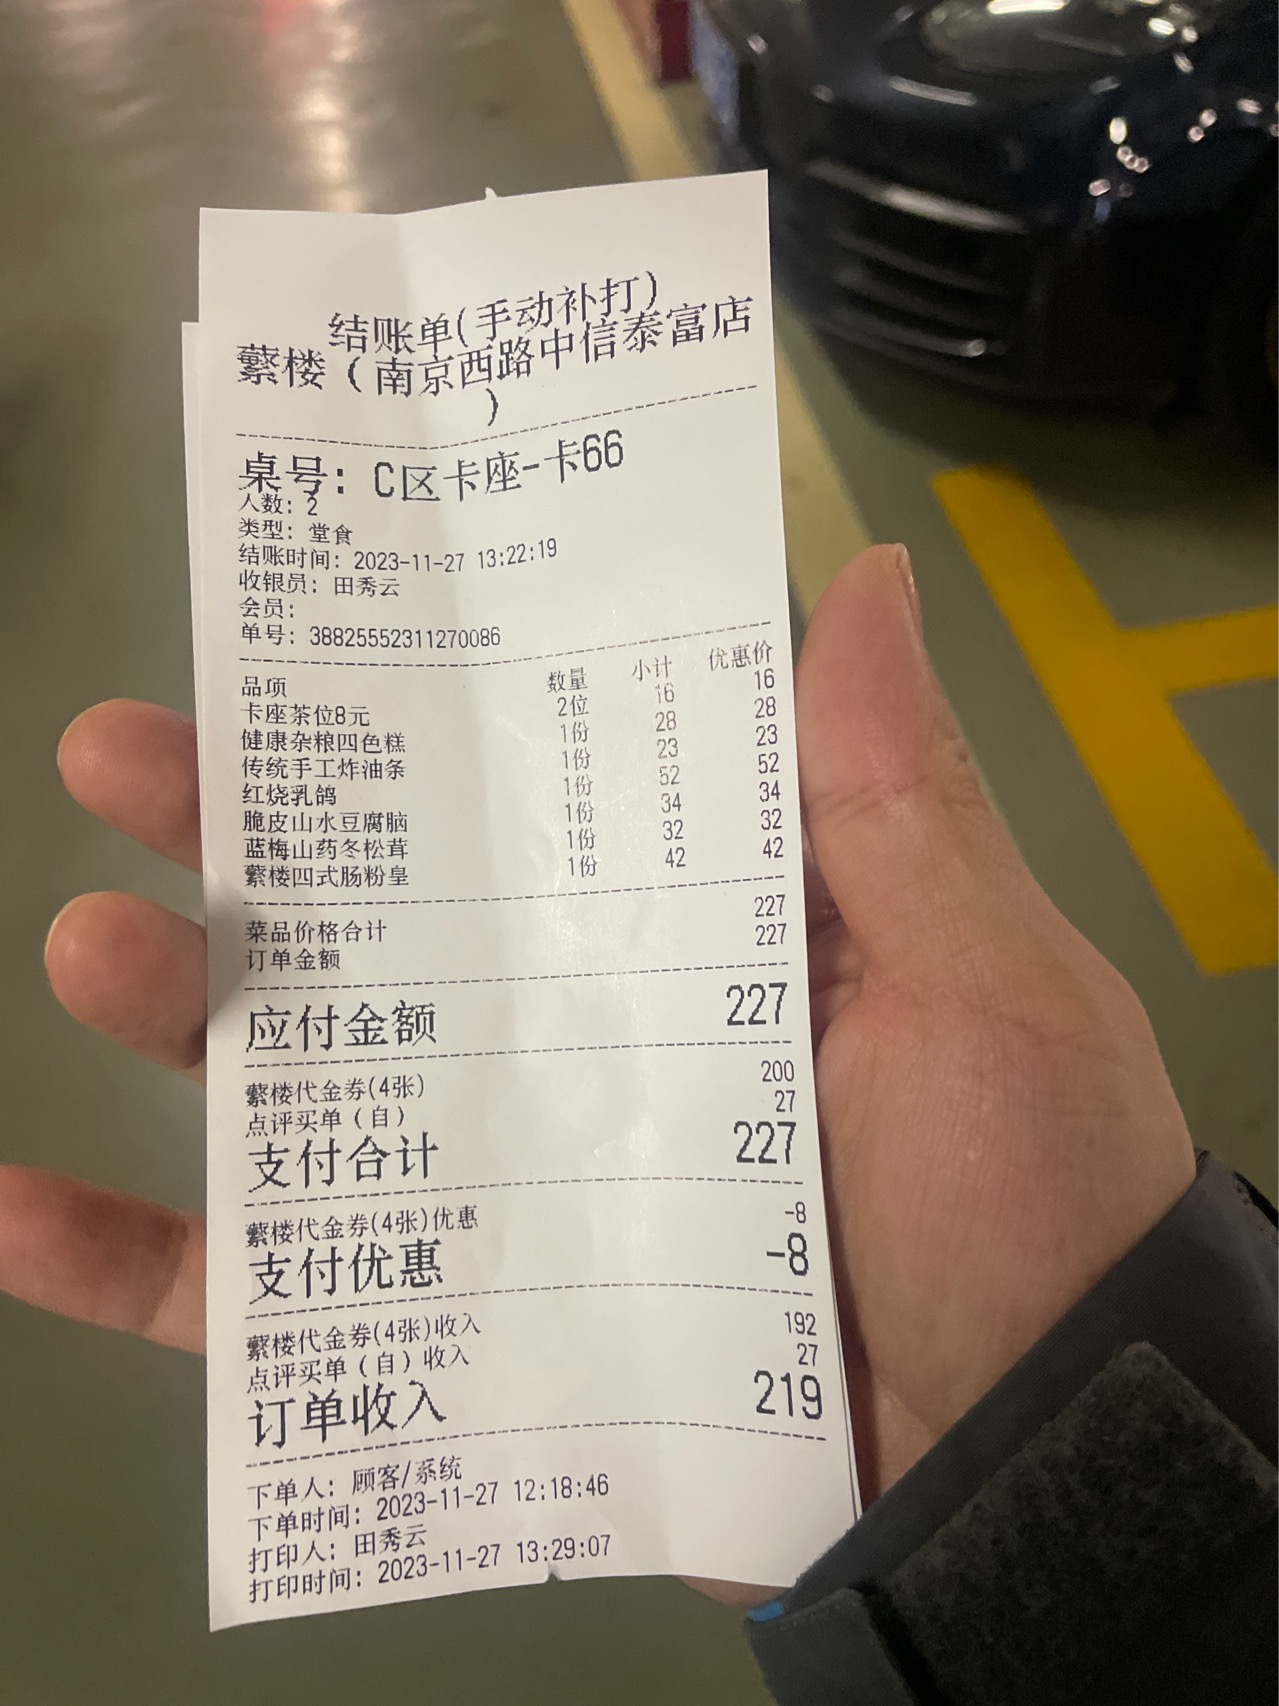 结账单(手动补打)
蘩楼（南京西路中信泰富店
）
桌号: C区卡座-卡66
人数: 2
类型: 堂食
结账时间: 2023-11-27 13:22:19
收银员: 田秀云
会员:
单号: 38825552311270086
品项 数量 小计 优惠价
卡座茶位8元 2位 16 16
健康杂粮四色糕 1份 28 28
传统手工炸油条 1份 23 23
红烧乳鸽 1份 52 52
脆皮山水豆腐脑 1份 34 34
蓝梅山药冬松茸 1份 32 32
蘩楼四式肠粉皇 1份 42 42
菜品价格合计 227
订单金额 227
应付金额 227
蘩楼代金券(4张) 200
点评买单（自） 27
支付合计 227
蘩楼代金券(4张)优惠 -8
支付优惠 -8
蘩楼代金券(4张)收入 192
点评买单（自）收入 27
订单收入 219
下单人: 顾客/系统
下单时间: 2023-11-27 12:18:46
打印人: 田秀云
打印时间: 2023-11-27 13:29:07